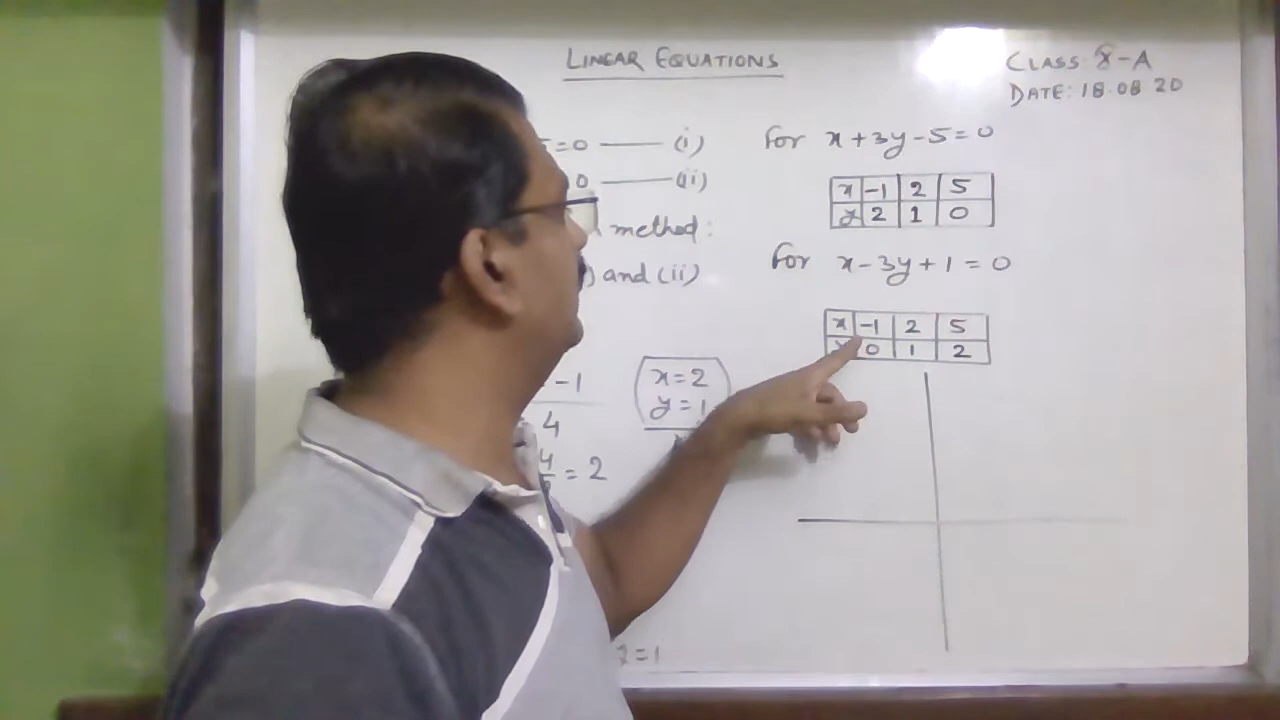 LINEAR EQUATIONS
CLASS 8-A
DATE: 18.08 20
=0 —— (i)
0 —— (ii)
method:
and (ii)
-1
4
4
= 2
x=2
y=1
=1
For x+3y-5=0
x -1 2 5
y 2 1 0
For x-3y+1=0
x -1 2 5
0 1 2